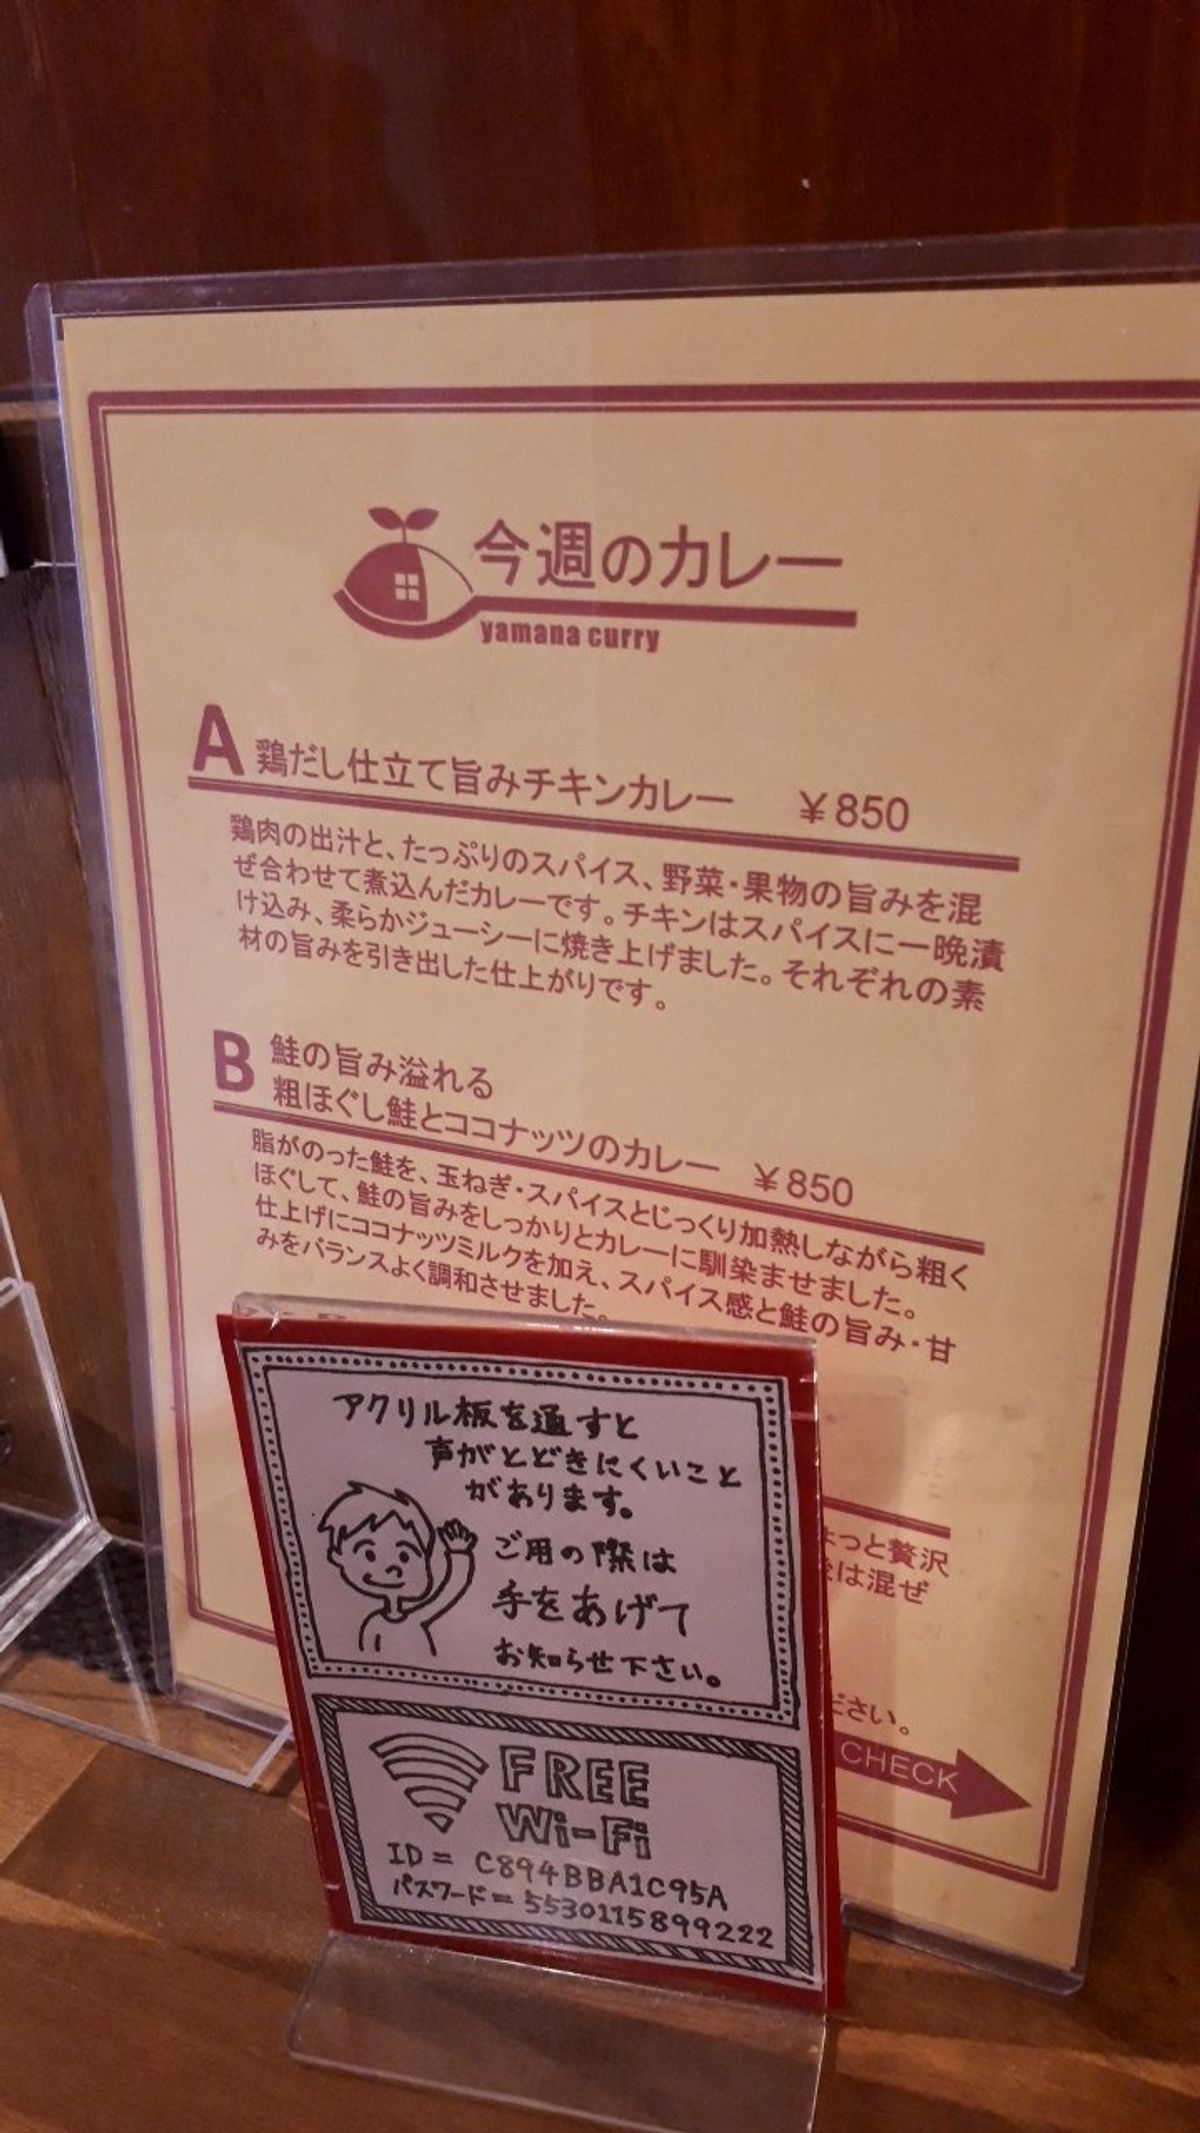 今週のカレー
yamana curry
A 鶏だし仕立て旨みチキンカレー ￥850
鶏肉の出汁と、たっぷりのスパイス、野菜・果物の旨みを混
ぜ合わせて煮込んだカレーです。チキンはスパイスに一晩漬
け込み、柔らかジューシーに焼き上げました。それぞれの素
材の旨みを引き出した仕上がりです。
B 鮭の旨み溢れる
粗ほぐし鮭とココナッツのカレー ￥850
脂がのった鮭を、玉ねぎ・スパイスとじっくり加熱しながら粗く
ほぐして、鮭の旨みをしっかりとカレーに馴染ませました。
仕上げにココナッツミルクを加え、スパイス感と鮭の旨み・甘
みをバランスよく調和させました。
っと贅沢
は混ぜ
ださい。
CHECK
アクリル板を通すと
声がとどきにくいこと
があります。
ご用の際は
手をあげて
お知らせ下さい。
FREE
Wi-Fi
ID= C894BBA1C95A
パスワード=5530115899222